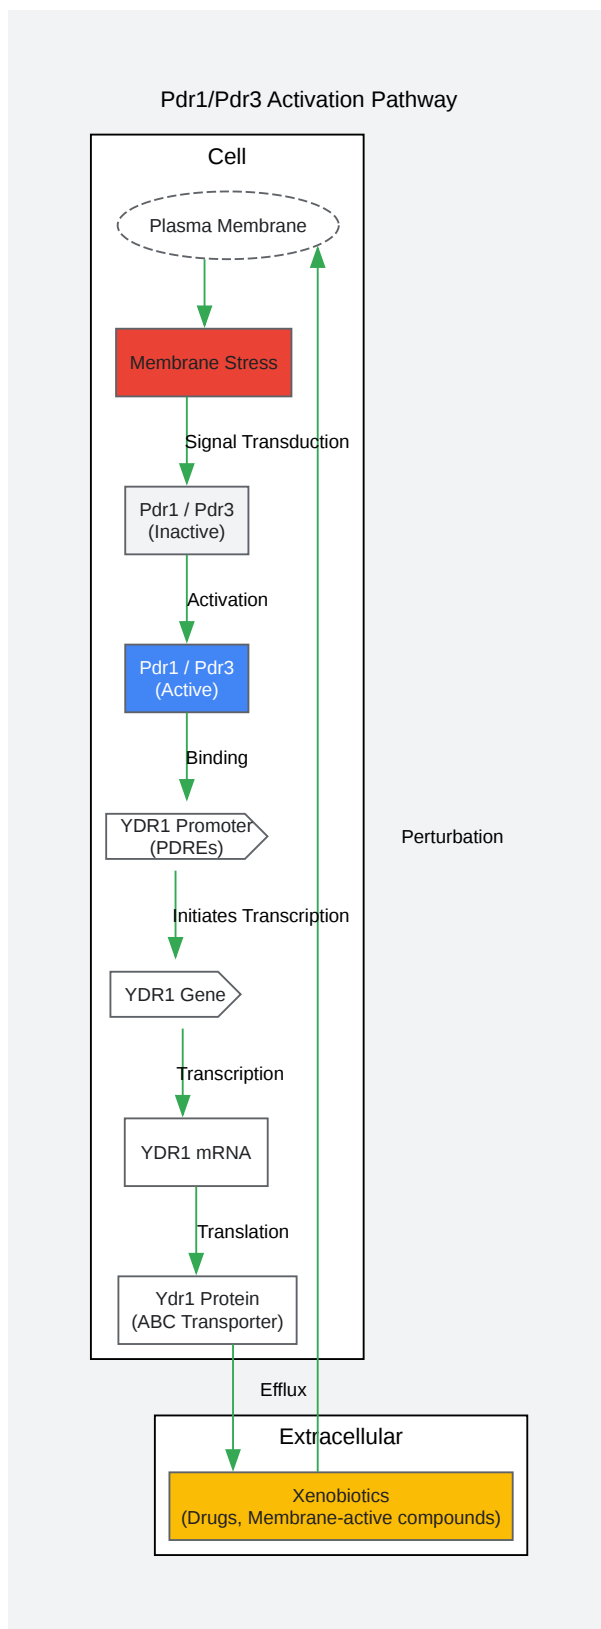 Pdr1/Pdr3 Activation Pathway
Cell
Plasma Membrane
Membrane Stress
Signal Transduction
Pdr1 / Pdr3
(Inactive)
Activation
Pdr1 / Pdr3
(Active)
Binding
YDR1 Promoter
(PDREs)
Perturbation
Initiates Transcription
YDR1 Gene
Transcription
YDR1 mRNA
Translation
Ydr1 Protein
(ABC Transporter)
Efflux
Extracellular
Xenobiotics
(Drugs, Membrane-active compounds)